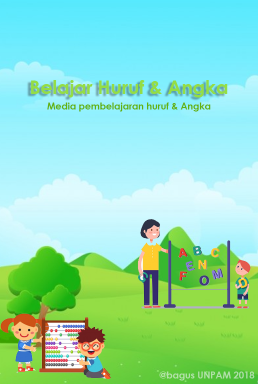 Belajar Huruf & Angka
Media pembelajaran huruf & Angka
A B C
E N
F O M
@bagus UNPAM 2018